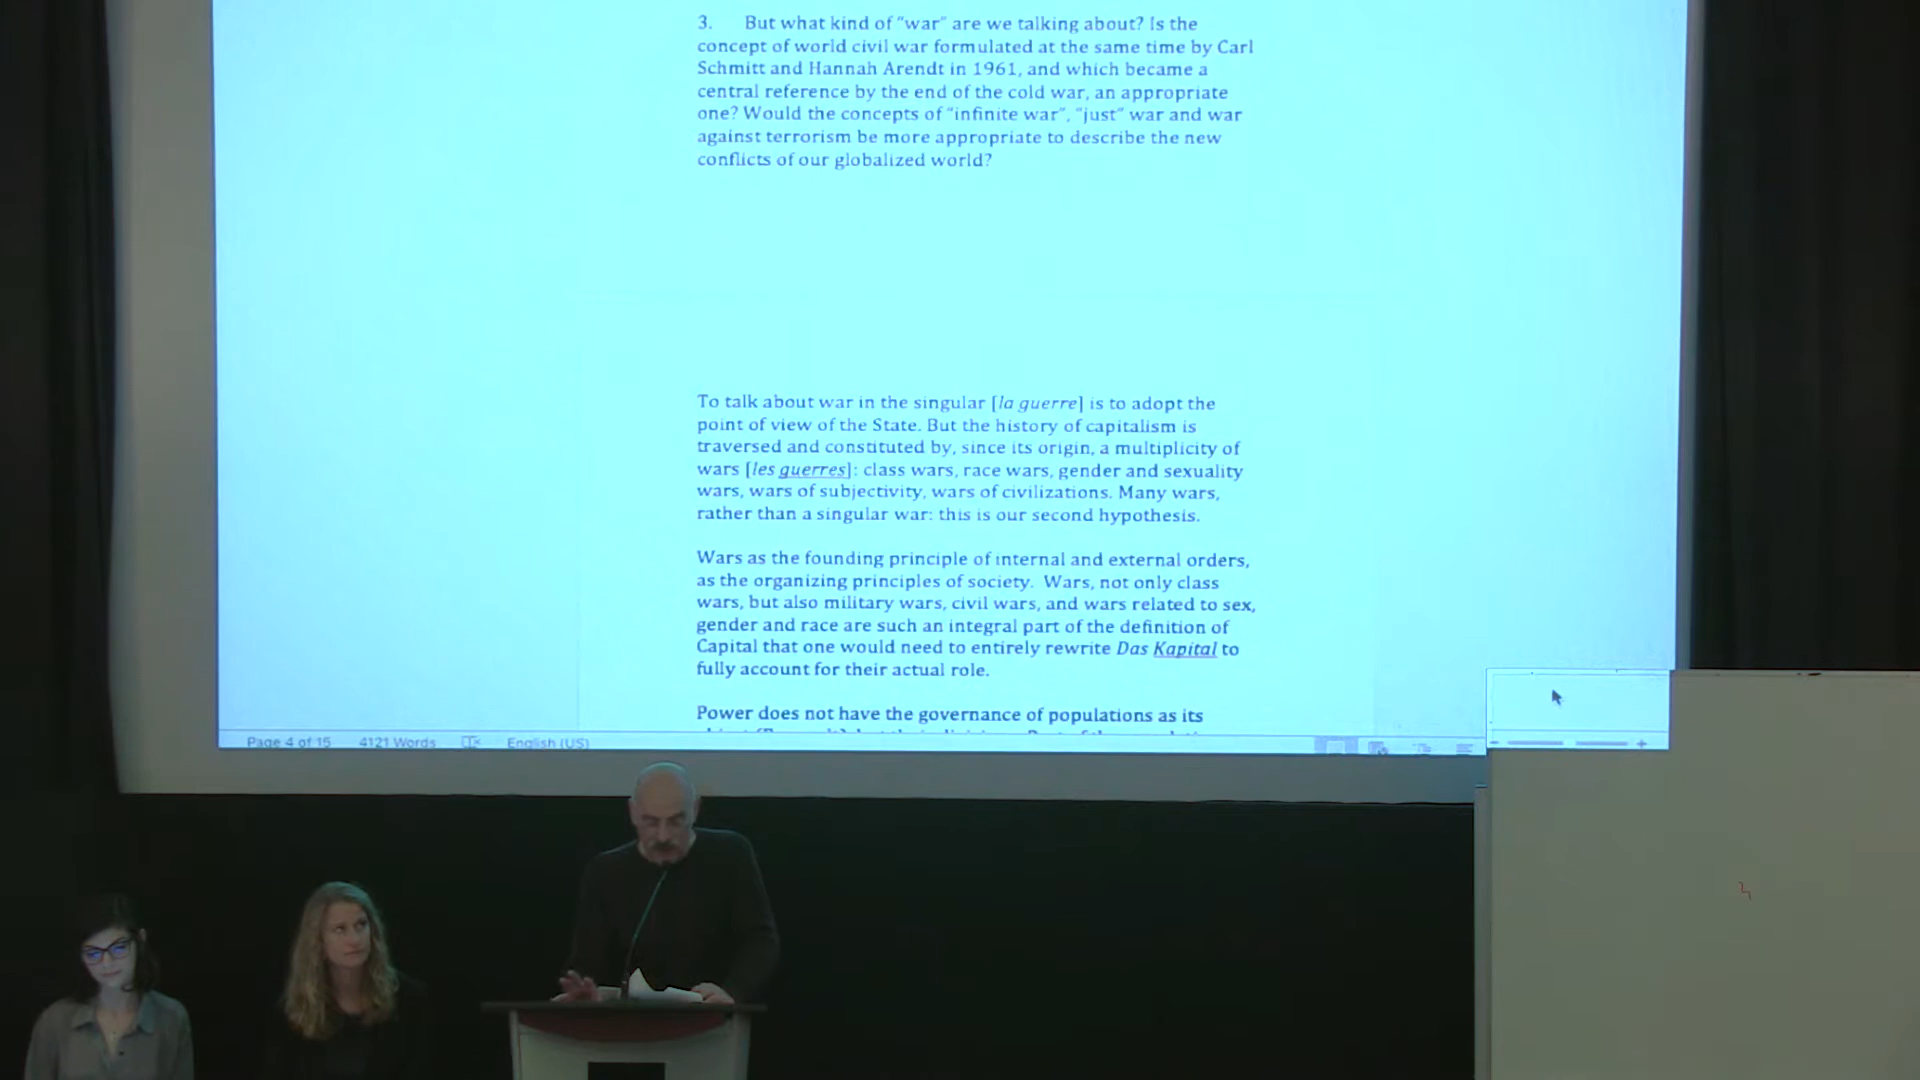 3. But what kind of “war” are we talking about? Is the
concept of world civil war formulated at the same time by Carl
Schmitt and Hannah Arendt in 1961, and which became a
central reference by the end of the cold war, an appropriate
one? Would the concepts of “infinite war”, “just” war and war
against terrorism be more appropriate to describe the new
conflicts of our globalized world?
To talk about war in the singular [la guerre] is to adopt the
point of view of the State. But the history of capitalism is
traversed and constituted by, since its origin, a multiplicity of
wars [les guerres]: class wars, race wars, gender and sexuality
wars, wars of subjectivity, wars of civilizations. Many wars,
rather than a singular war: this is our second hypothesis.
Wars as the founding principle of internal and external orders,
as the organizing principles of society. Wars, not only class
wars, but also military wars, civil wars, and wars related to sex,
gender and race are such an integral part of the definition of
Capital that one would need to entirely rewrite Das Kapital to
fully account for their actual role.
Power does not have the governance of populations as its
Page 4 of 15 4121 Words English (US)